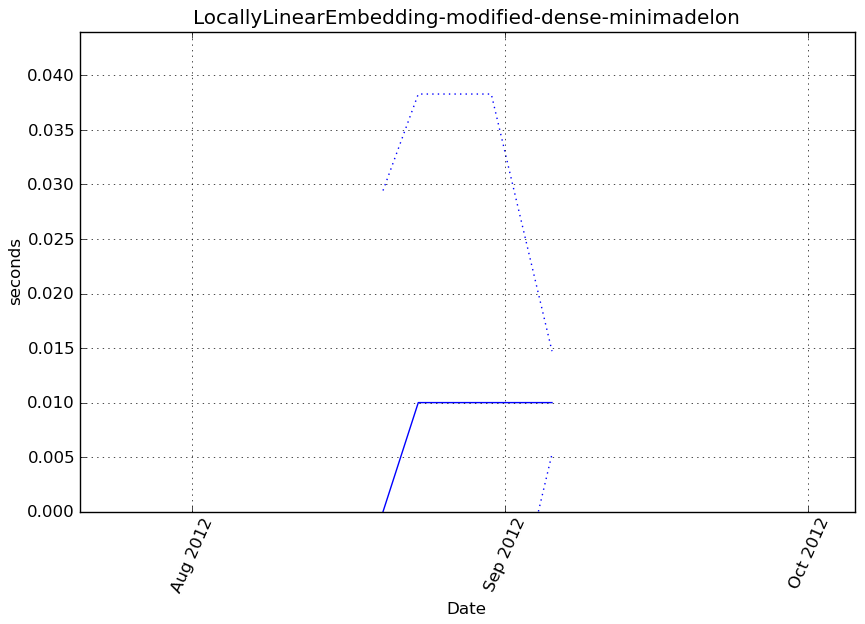 LocallyLinearEmbedding-modified-dense-minimadelon
0.040
0.035
0.030
0.025
0.020
0.015
0.010
0.005
0.000
seconds
Aug 2012
Sep 2012
Oct 2012
Date